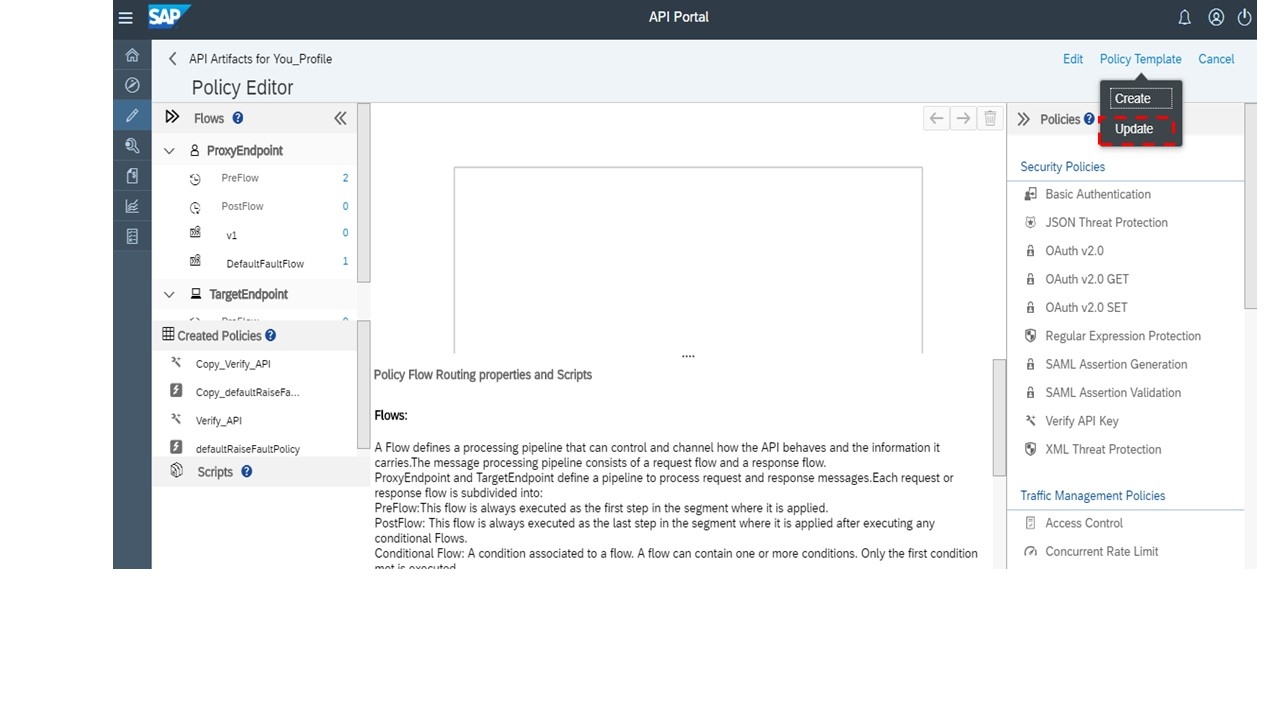 SAP
API Portal
API Artifacts for You_Profile
Edit
Policy Template
Cancel
Policy Editor
Create
Update
Flows ?
Policies ?
ProxyEndpoint
PreFlow 2
PostFlow 0
v1 0
DefaultFaultFlow 1
TargetEndpoint
PreFlow 0
Created Policies ?
Copy_Verify_API
Copy_defaultRaiseFa...
Verify_API
defaultRaiseFaultPolicy
Scripts ?
Policy Flow Routing properties and Scripts
Flows:
A Flow defines a processing pipeline that can control and channel how the API behaves and the information it
carries.The message processing pipeline consists of a request flow and a response flow.
ProxyEndpoint and TargetEndpoint define a pipeline to process request and response messages.Each request or
response flow is subdivided into:
PreFlow:This flow is always executed as the first step in the segment where it is applied.
PostFlow: This flow is always executed as the last step in the segment where it is applied after executing any
conditional Flows.
Conditional Flow: A condition associated to a flow. A flow can contain one or more conditions. Only the first condition
met is executed
Security Policies
Basic Authentication
JSON Threat Protection
OAuth v2.0
OAuth v2.0 GET
OAuth v2.0 SET
Regular Expression Protection
SAML Assertion Generation
SAML Assertion Validation
Verify API Key
XML Threat Protection
Traffic Management Policies
Access Control
Concurrent Rate Limit